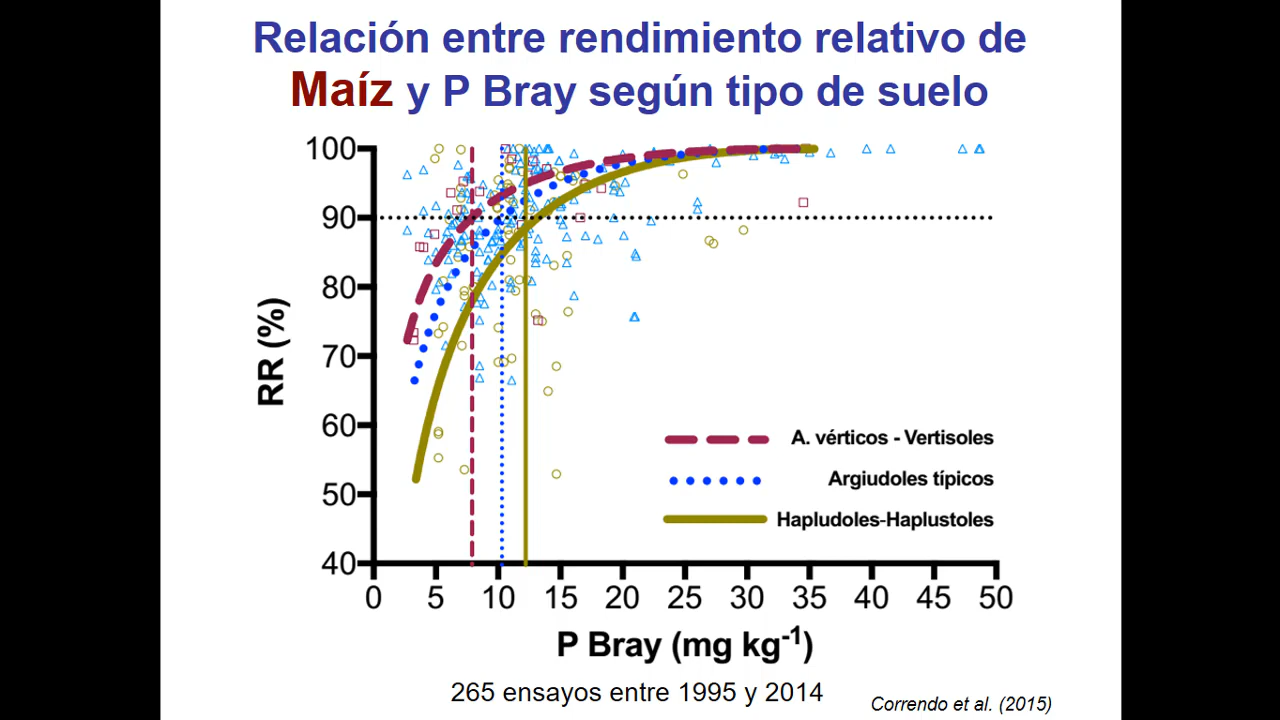 Relación entre rendimiento relativo de
Maíz y P Bray según tipo de suelo
100
90
80
70
60
50
40
RR (%)
A. vérticos - Vertisoles
Argiudoles típicos
Hapludoles-Haplustoles
0 5 10 15 20 25 30 35 40 45 50
P Bray (mg kg⁻¹)
265 ensayos entre 1995 y 2014
Correndo et al. (2015)